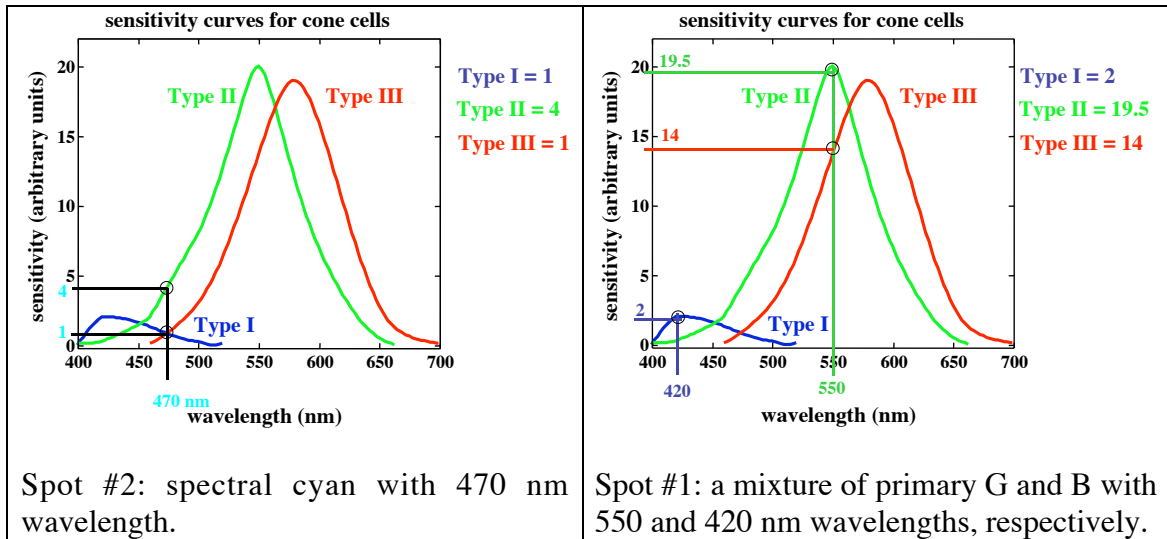 sensitivity curves for cone cells
sensitivity (arbitrary units)
20
15
10
5
0
4
1
Type II
Type III
Type I
Type I = 1
Type II = 4
Type III = 1
400 450 500 550 600 650 700
470 nm
wavelength (nm)
Spot #2: spectral cyan with 470 nm
wavelength.
sensitivity curves for cone cells
sensitivity (arbitrary units)
19.5
20
15
14
10
5
2
0
Type II
Type III
Type I
Type I = 2
Type II = 19.5
Type III = 14
400 450 500 550 600 650 700
420
550
wavelength (nm)
Spot #1: a mixture of primary G and B with
550 and 420 nm wavelengths, respectively.